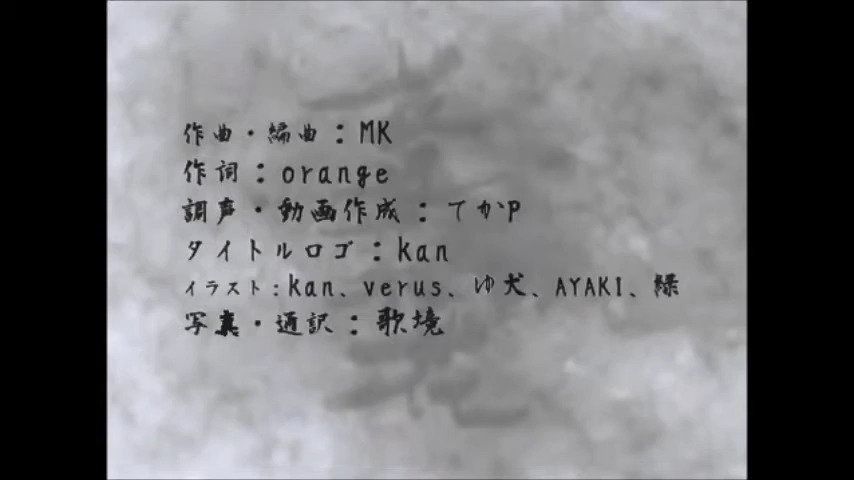 作曲・編曲：MK
作詞：orange
調声・動画作成：てかP
タイトルロゴ：kan
イラスト：kan、verus、ゆ犬、AYAKI、緑
写真・通訳：歌境